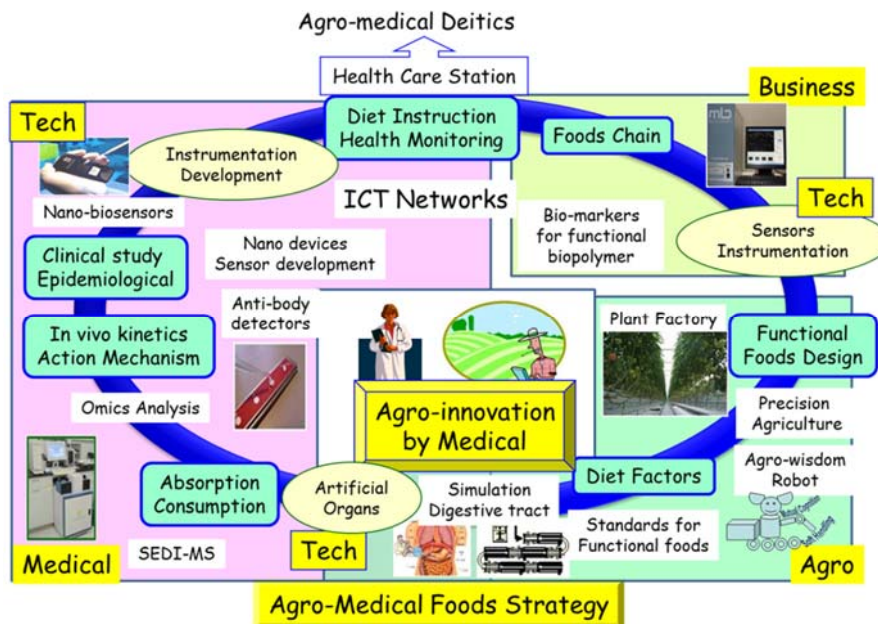 Agro-medical Deitics
Health Care Station
Business
Tech
Diet Instruction
Health Monitoring
Foods Chain
Instrumentation
Development
ICT Networks
Tech
Nano-biosensors
Bio-markers
for functional
biopolymer
Sensors
Instrumentation
Clinical study
Epidemiological
Nano devices
Sensor development
Anti-body
detectors
In vivo kinetics
Action Mechanism
Plant Factory
Functional
Foods Design
Omics Analysis
Agro-innovation
by Medical
Precision
Agriculture
Absorption
Consumption
Artificial
Organs
Simulation
Digestive tract
Diet Factors
Agro-wisdom
Robot
Standards for
Functional foods
Soft Handling
Medical
SEDI-MS
Tech
Agro
Agro-Medical Foods Strategy